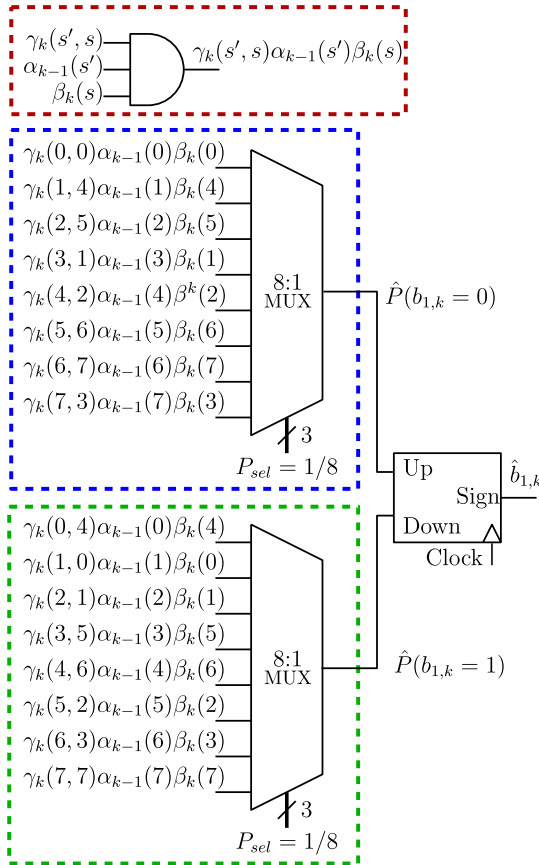 γₖ(s′, s)
αₖ₋₁(s′)
βₖ(s)
γₖ(s′, s)αₖ₋₁(s′)βₖ(s)
γₖ(0, 0)αₖ₋₁(0)βₖ(0)
γₖ(1, 4)αₖ₋₁(1)βₖ(4)
γₖ(2, 5)αₖ₋₁(2)βₖ(5)
γₖ(3, 1)αₖ₋₁(3)βₖ(1)
γₖ(4, 2)αₖ₋₁(4)βᵏ(2)
γₖ(5, 6)αₖ₋₁(5)βₖ(6)
γₖ(6, 7)αₖ₋₁(6)βₖ(7)
γₖ(7, 3)αₖ₋₁(7)βₖ(3)
8:1
MUX
3
P_{sel} = 1/8
P̂(b_{1,k} = 0)
Up
Sign
Down
Clock
b̂_{1,k}
γₖ(0, 4)αₖ₋₁(0)βₖ(4)
γₖ(1, 0)αₖ₋₁(1)βₖ(0)
γₖ(2, 1)αₖ₋₁(2)βₖ(1)
γₖ(3, 5)αₖ₋₁(3)βₖ(5)
γₖ(4, 6)αₖ₋₁(4)βₖ(6)
γₖ(5, 2)αₖ₋₁(5)βₖ(2)
γₖ(6, 3)αₖ₋₁(6)βₖ(3)
γₖ(7, 7)αₖ₋₁(7)βₖ(7)
8:1
MUX
3
P_{sel} = 1/8
P̂(b_{1,k} = 1)